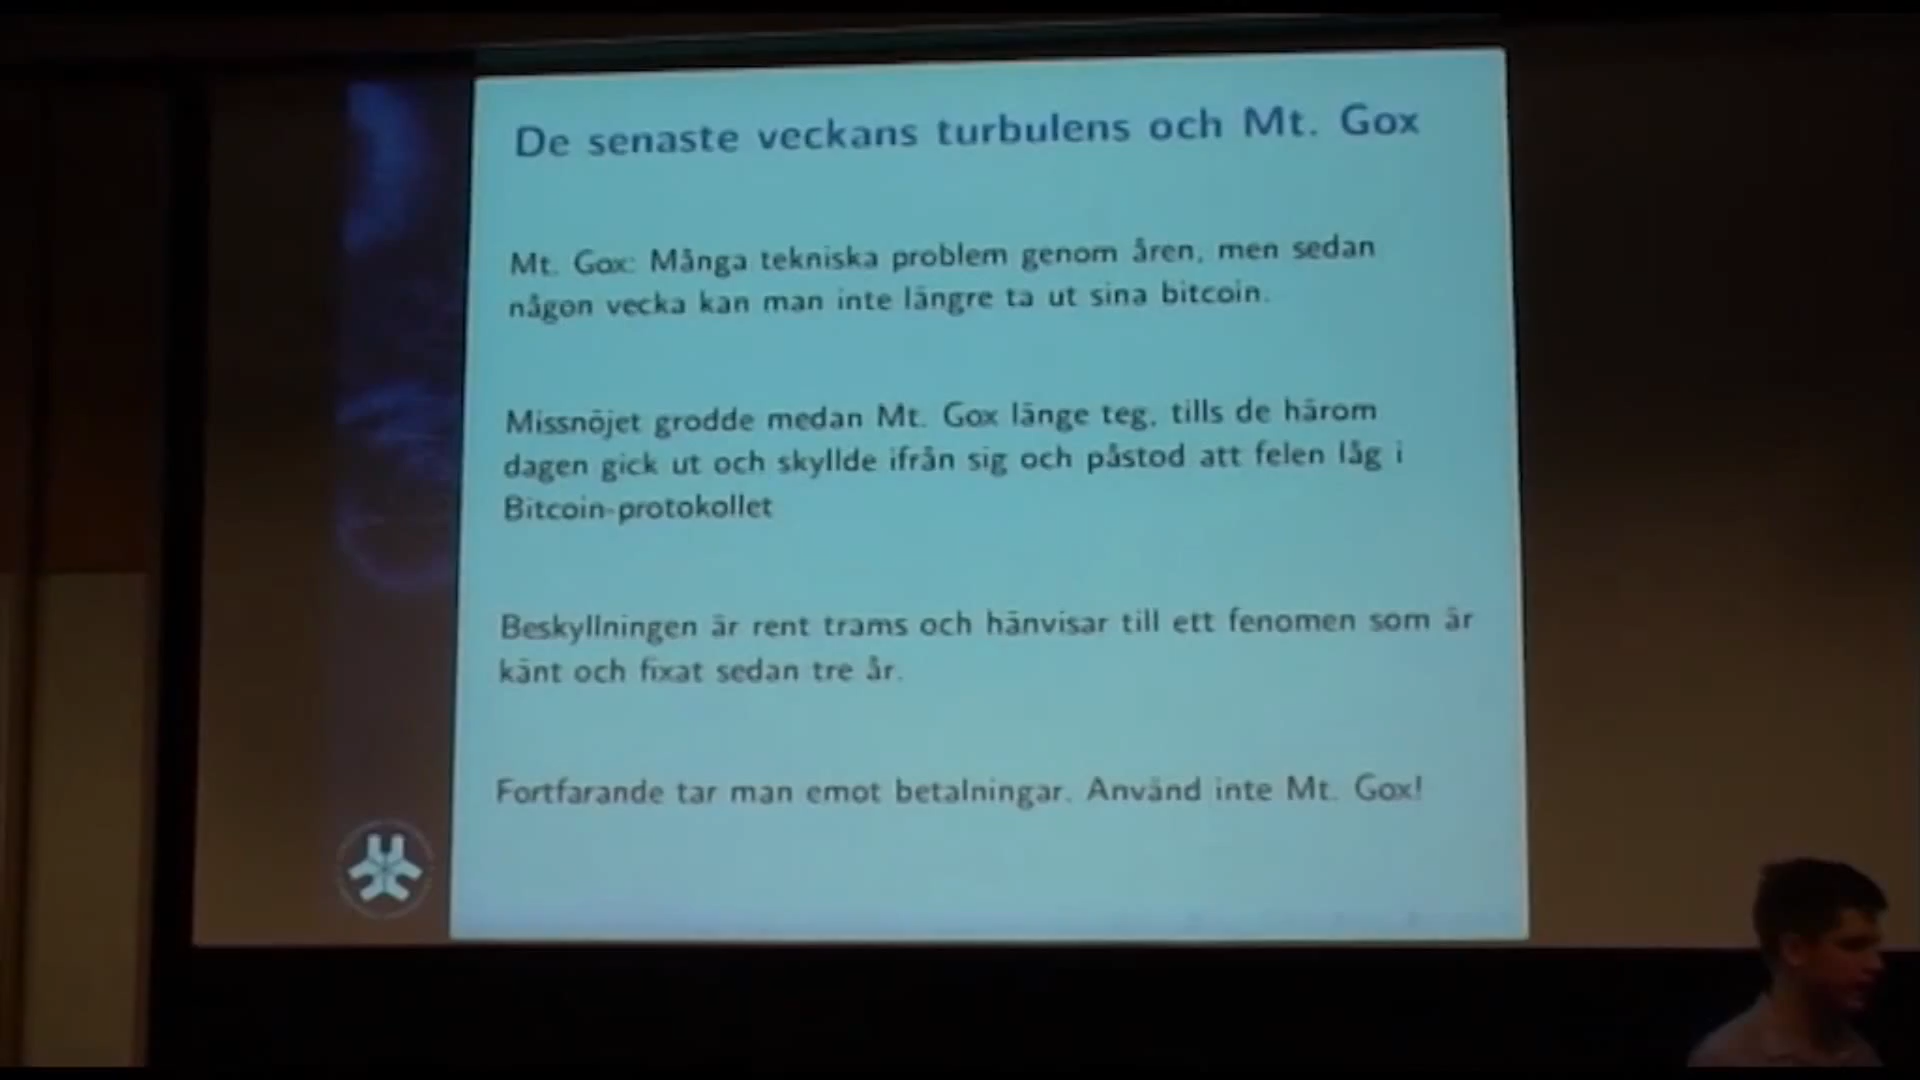 De senaste veckans turbulens och Mt. Gox
Mt. Gox: Många tekniska problem genom åren, men sedan
någon vecka kan man inte längre ta ut sina bitcoin.
Missnöjet grodde medan Mt. Gox länge teg, tills de härom
dagen gick ut och skyllde ifrån sig och påstod att felen låg i
Bitcoin-protokollet
Beskyllningen är rent trams och hänvisar till ett fenomen som är
känt och fixat sedan tre år.
Fortfarande tar man emot betalningar. Använd inte Mt. Gox!